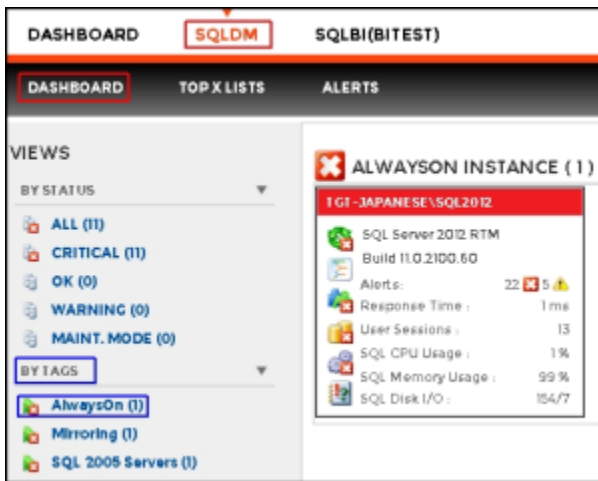 DASHBOARD SQLDM SQLBI(BITEST)
DASHBOARD TOP X LISTS ALERTS
VIEWS
BY STATUS
ALL (11)
CRITICAL (11)
OK (0)
WARNING (0)
MAINT. MODE (0)
BY TAGS
AlwaysOn (1)
Mirroring (1)
SQL 2005 Servers (1)
ALWAYSON INSTANCE (1)
TGT-JAPANESE\SQL2012
SQL Server 2012 RTM
Build 11.0.2100.60
Alerts: 22 5
Response Time : 1 ms
User Sessions : 13
SQL CPU Usage : 1 %
SQL Memory Usage : 99 %
SQL Disk I/O : 154/7